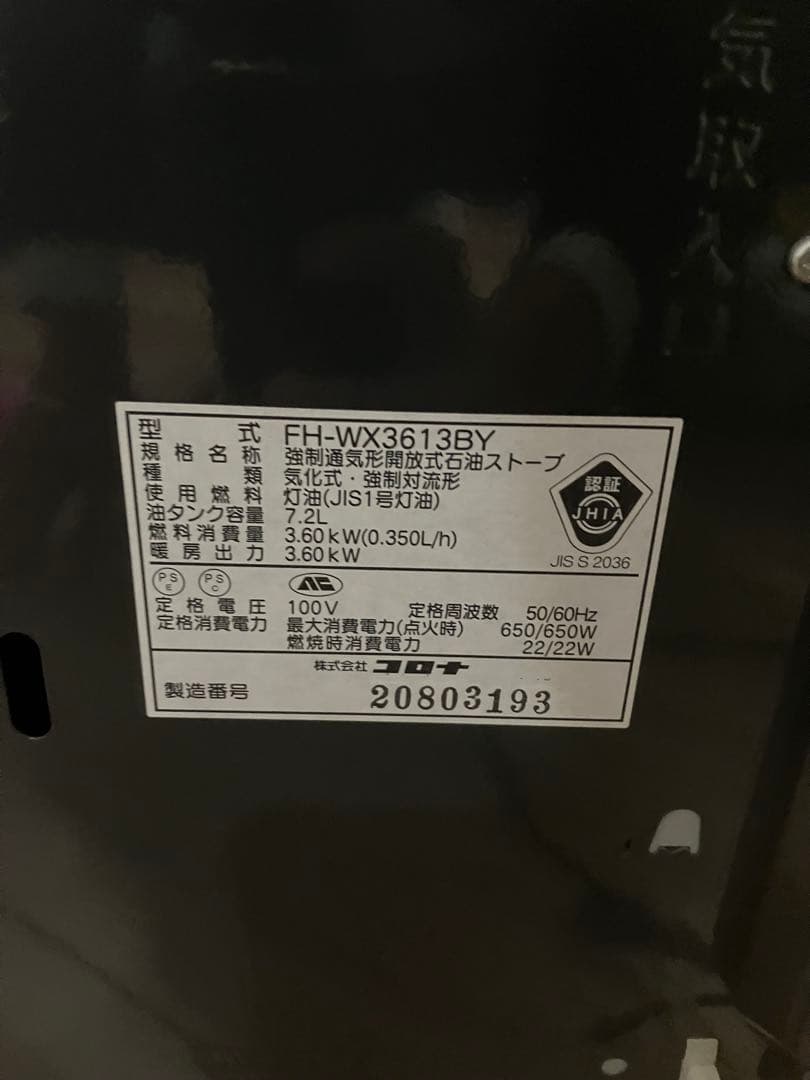 気取入口
型式 FH-WX3613BY
規格名称 強制通気形開放式石油ストーブ
種類 気化式・強制対流形
使用燃料 灯油(JIS1号灯油)
油タンク容量 7.2L
燃料消費量 3.60kW(0.350L/h)
暖房出力 3.60kW
認証
JHIA
JIS S 2036
PS E PS C
定格電圧 100V 定格周波数 50/60Hz
定格消費電力 最大消費電力(点火時) 650/650W
燃焼時消費電力 22/22W
株式会社コロナ
製造番号 20803193